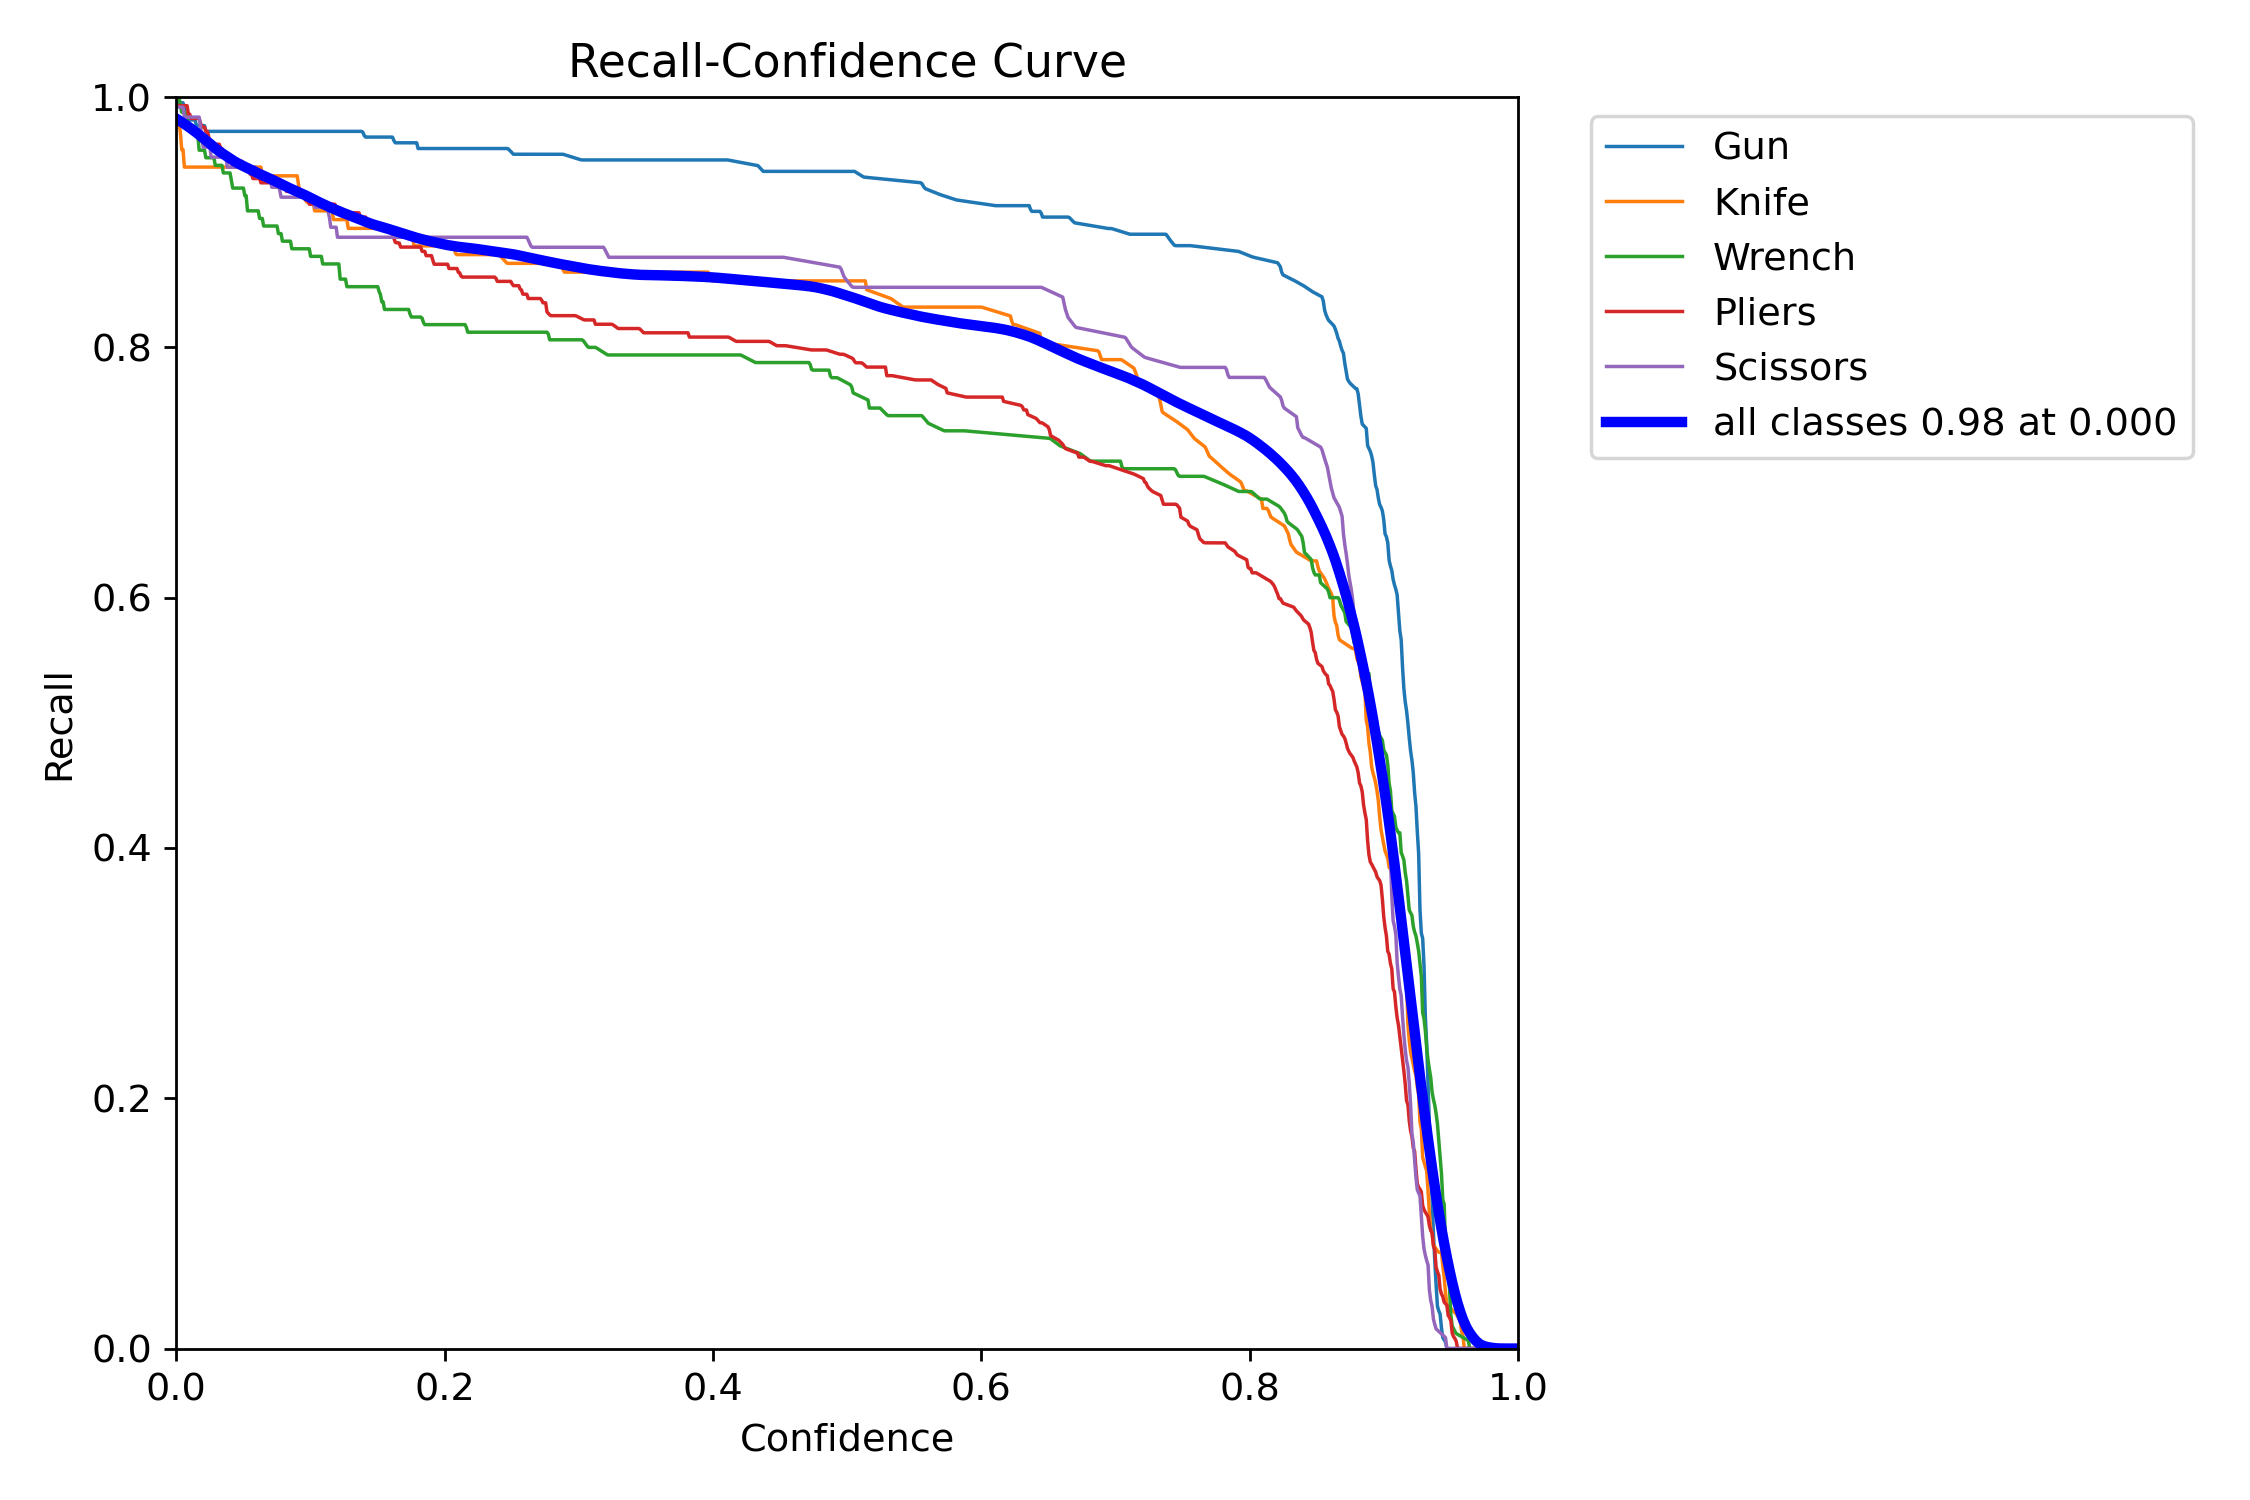 Recall-Confidence Curve
1.0
0.8
0.6
0.4
0.2
0.0
Recall
0.0 0.2 0.4 0.6 0.8 1.0
Confidence
Gun
Knife
Wrench
Pliers
Scissors
all classes 0.98 at 0.000